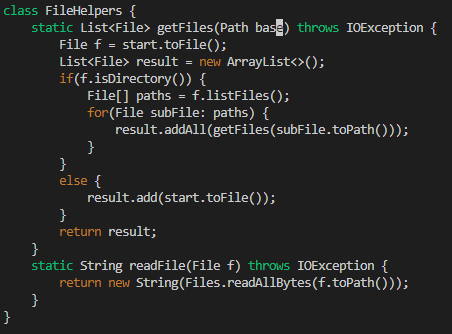 class FileHelpers {
    static List<File> getFiles(Path base) throws IOException {
        File f = start.toFile();
        List<File> result = new ArrayList<>();
        if(f.isDirectory()) {
            File[] paths = f.listFiles();
            for(File subFile: paths) {
                result.addAll(getFiles(subFile.toPath()));
            }
        }
        else {
            result.add(start.toFile());
        }
        return result;
    }
    static String readFile(File f) throws IOException {
        return new String(Files.readAllBytes(f.toPath()));
    }
}